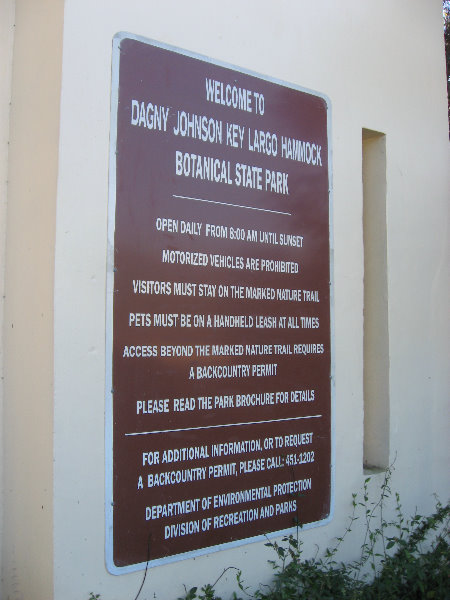 WELCOME TO
DAGNY JOHNSON KEY LARGO HAMMOCK
BOTANICAL STATE PARK
OPEN DAILY FROM 8:00 AM UNTIL SUNSET
MOTORIZED VEHICLES ARE PROHIBITED
VISITORS MUST STAY ON THE MARKED NATURE TRAIL
PETS MUST BE ON A HANDHELD LEASH AT ALL TIMES
ACCESS BEYOND THE MARKED NATURE TRAIL REQUIRES
A BACKCOUNTRY PERMIT
PLEASE READ THE PARK BROCHURE FOR DETAILS
FOR ADDITIONAL INFORMATION, OR TO REQUEST
A BACKCOUNTRY PERMIT, PLEASE CALL: 451-1202
DEPARTMENT OF ENVIRONMENTAL PROTECTION
DIVISION OF RECREATION AND PARKS